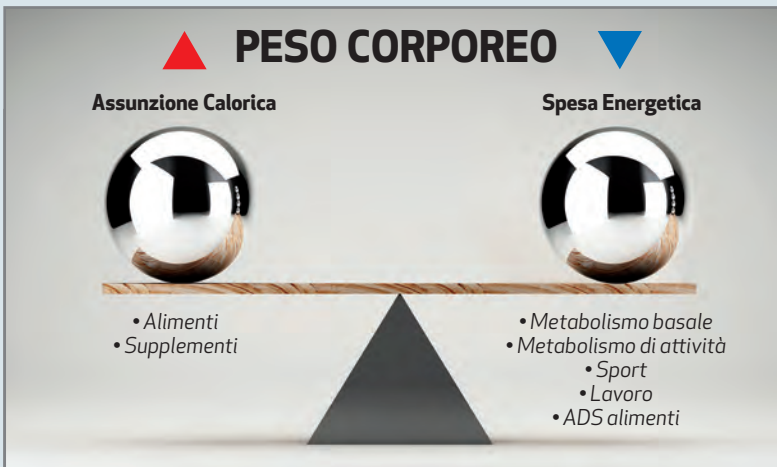 PESO CORPOREO
Assunzione Calorica
Spesa Energetica
• Alimenti
• Supplementi
• Metabolismo basale
• Metabolismo di attività
• Sport
• Lavoro
• ADS alimenti